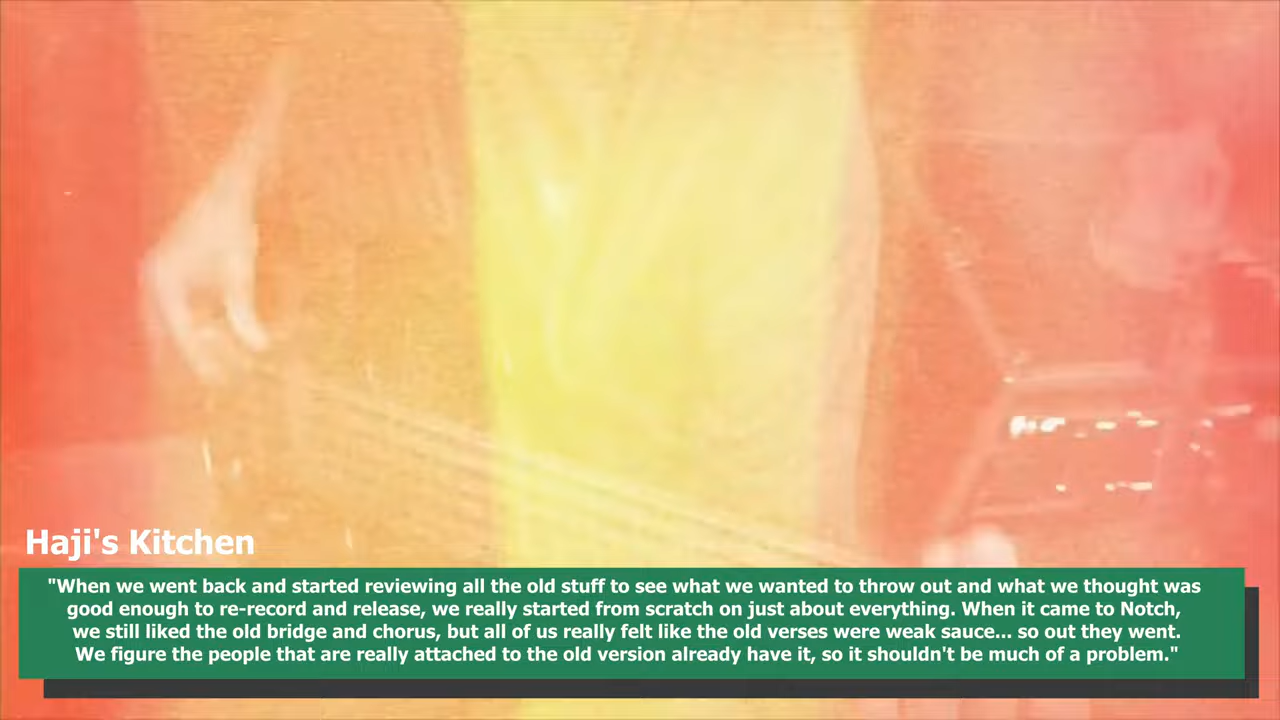 Haji's Kitchen
"When we went back and started reviewing all the old stuff to see what we wanted to throw out and what we thought was
good enough to re-record and release, we really started from scratch on just about everything. When it came to Notch,
we still liked the old bridge and chorus, but all of us really felt like the old verses were weak sauce... so out they went.
We figure the people that are really attached to the old version already have it, so it shouldn't be much of a problem."